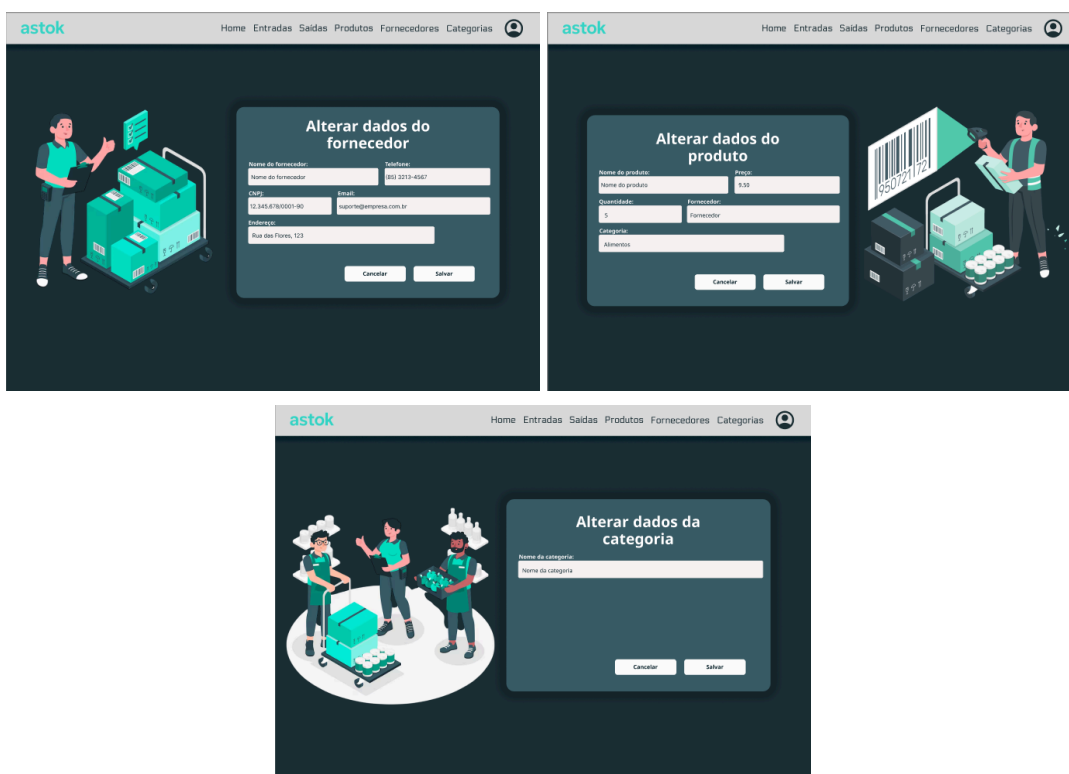 astok
Home Entradas Saídas Produtos Fornecedores Categorias
Alterar dados do
fornecedor
Nome do fornecedor: Telefone:
Nome do fornecedor (85) 3213-4567
CNPJ: Email:
12.345.678/0001-90 suporte@empresa.com.br
Endereço:
Rua das Flores, 123
Cancelar Salvar
astok
Home Entradas Saídas Produtos Fornecedores Categorias
Alterar dados do
produto
Nome do produto: Preço:
Nome do produto 9.50
Quantidade: Fornecedor:
5 Fornecedor
Categoria:
Alimentos
Cancelar Salvar
950721172
astok
Home Entradas Saídas Produtos Fornecedores Categorias
Alterar dados da
categoria
Nome da categoria:
Nome da categoria
Cancelar Salvar